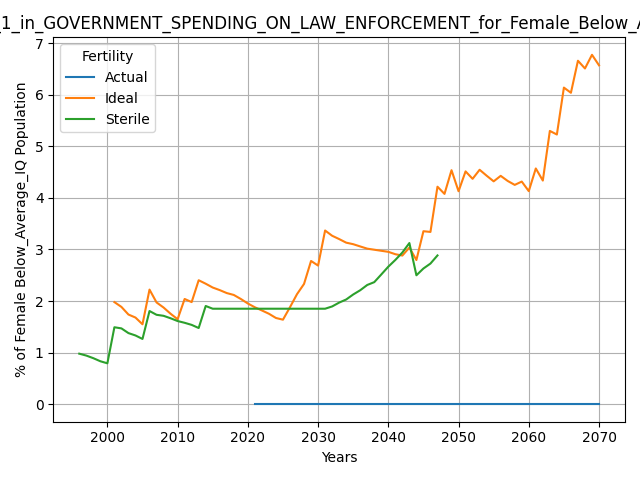 _1_in_GOVERNMENT_SPENDING_ON_LAW_ENFORCEMENT_for_Female_Below_A
7
6
5
4
3
2
1
0
% of Female Below_Average_IQ Population
Fertility
Actual
Ideal
Sterile
2000 2010 2020 2030 2040 2050 2060 2070
Years